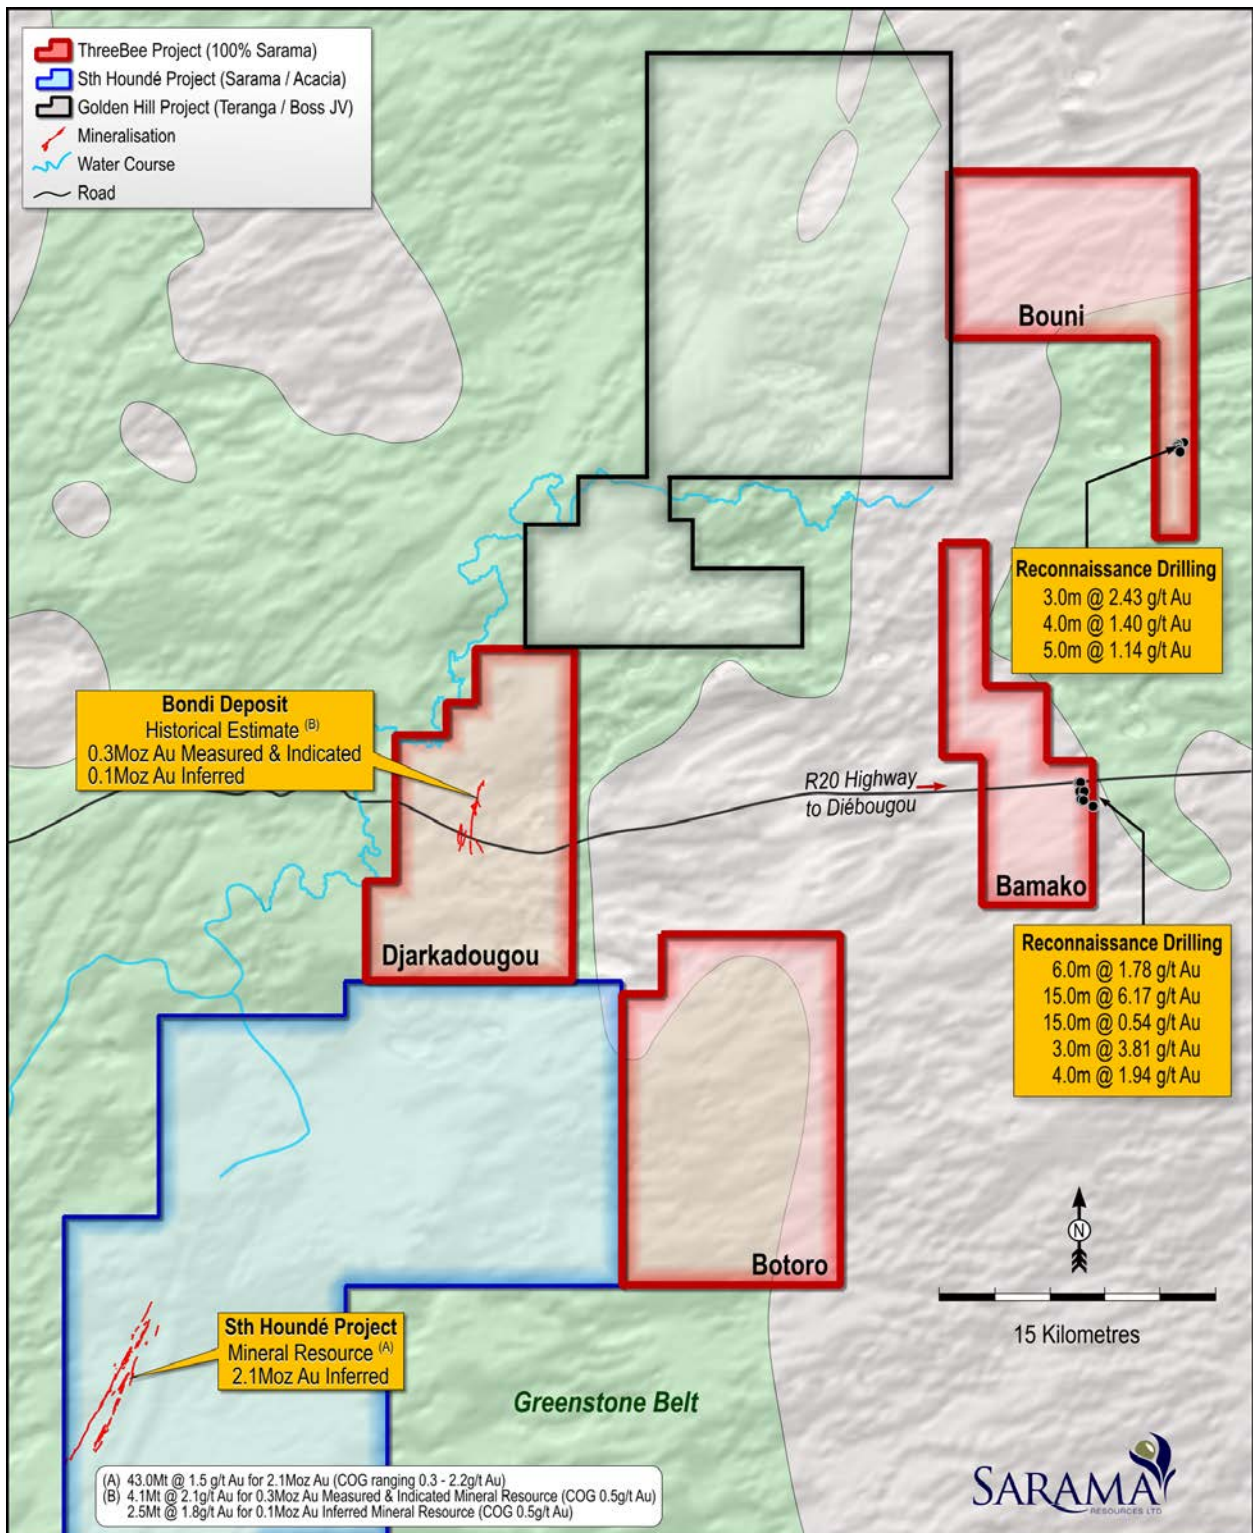 ThreeBee Project (100% Sarama)
Sth Houndé Project (Sarama / Acacia)
Golden Hill Project (Teranga / Boss JV)
Mineralisation
Water Course
Road
Bouni
Reconnaissance Drilling
3.0m @ 2.43 g/t Au
4.0m @ 1.40 g/t Au
5.0m @ 1.14 g/t Au
Bondi Deposit
Historical Estimate (B)
0.3Moz Au Measured & Indicated
0.1Moz Au Inferred
R20 Highway
to Diébougou
Bamako
Djarkadougou
Reconnaissance Drilling
6.0m @ 1.78 g/t Au
15.0m @ 6.17 g/t Au
15.0m @ 0.54 g/t Au
3.0m @ 3.81 g/t Au
4.0m @ 1.94 g/t Au
N
Botoro
15 Kilometres
Sth Houndé Project
Mineral Resource (A)
2.1Moz Au Inferred
Greenstone Belt
(A) 43.0Mt @ 1.5 g/t Au for 2.1Moz Au (COG ranging 0.3 - 2.2g/t Au)
(B) 4.1Mt @ 2.1g/t Au for 0.3Moz Au Measured & Indicated Mineral Resource (COG 0.5g/t Au)
2.5Mt @ 1.8g/t Au for 0.1Moz Au Inferred Mineral Resource (COG 0.5g/t Au)
SARAMA
RESOURCES LTD